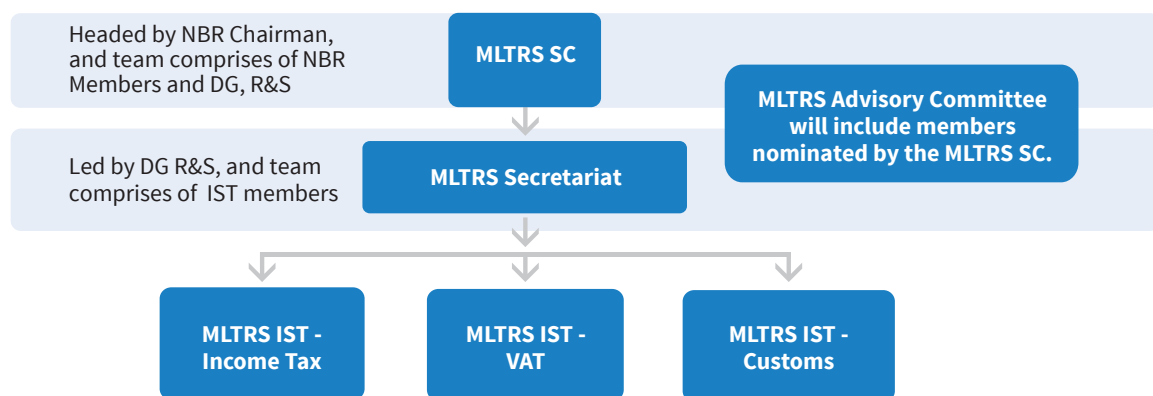 Headed by NBR Chairman,
and team comprises of NBR
Members and DG, R&S
MLTRS SC
MLTRS Advisory Committee
will include members
nominated by the MLTRS SC.
Led by DG R&S, and team
comprises of IST members
MLTRS Secretariat
MLTRS IST -
Income Tax
MLTRS IST -
VAT
MLTRS IST -
Customs